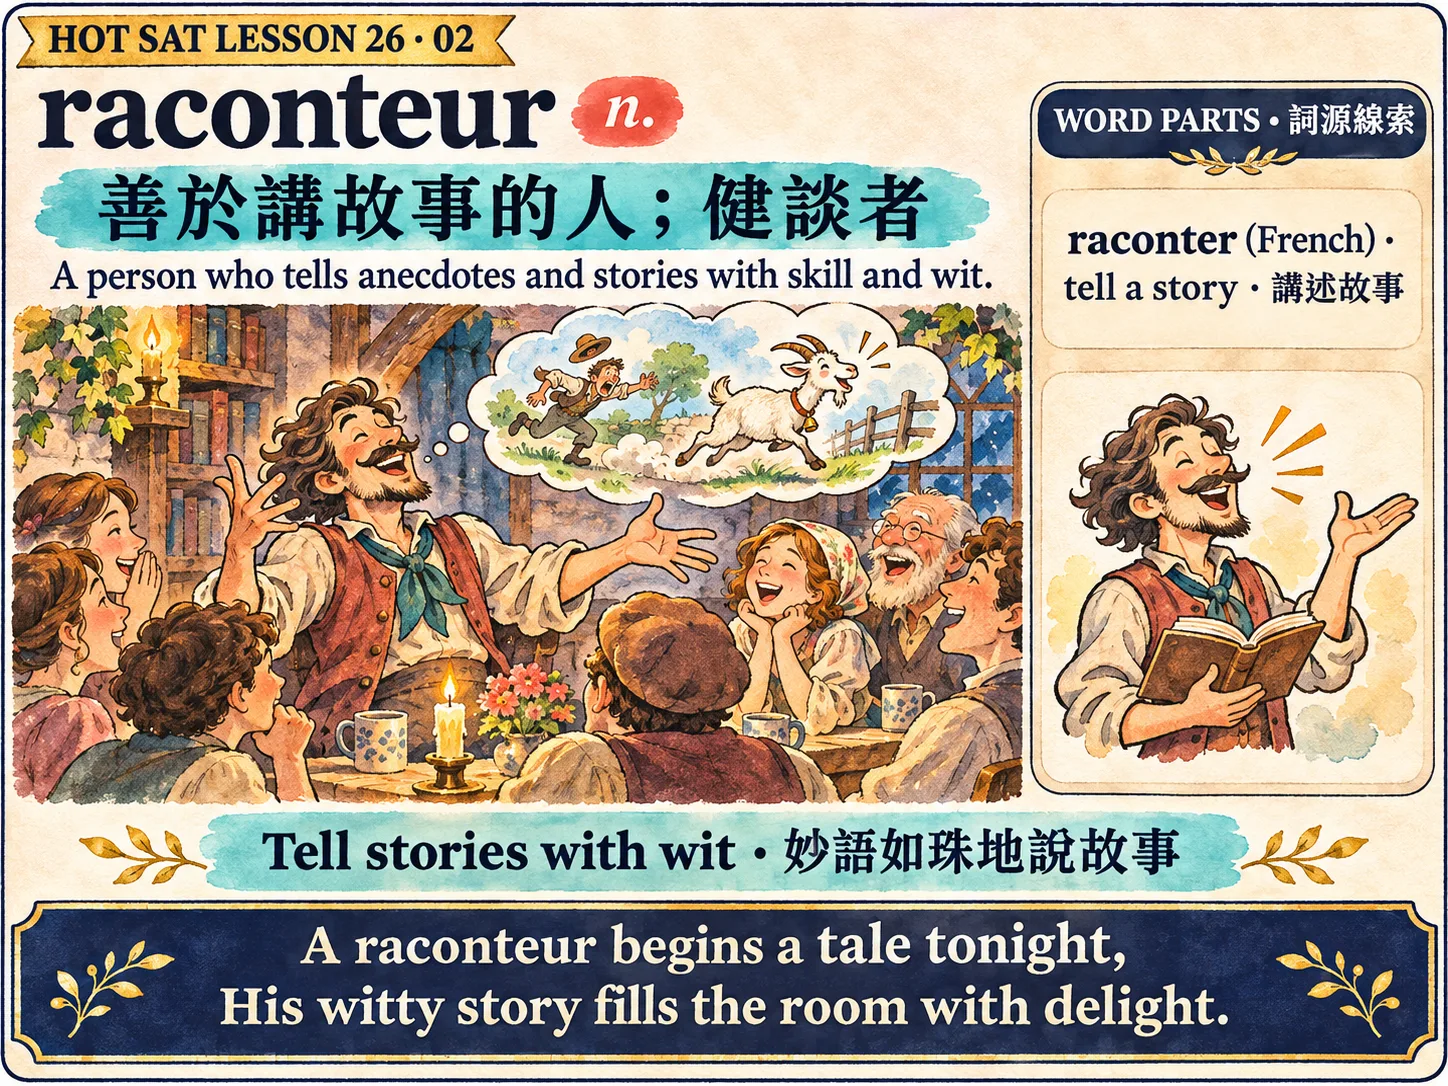 HOT SAT LESSON 26 · 02
raconteur n.
善於講故事的人；健談者
A person who tells anecdotes and stories with skill and wit.
WORD PARTS • 詞源線索
raconter (French) ·
tell a story · 講述故事
Tell stories with wit · 妙語如珠地說故事
A raconteur begins a tale tonight,
His witty story fills the room with delight.